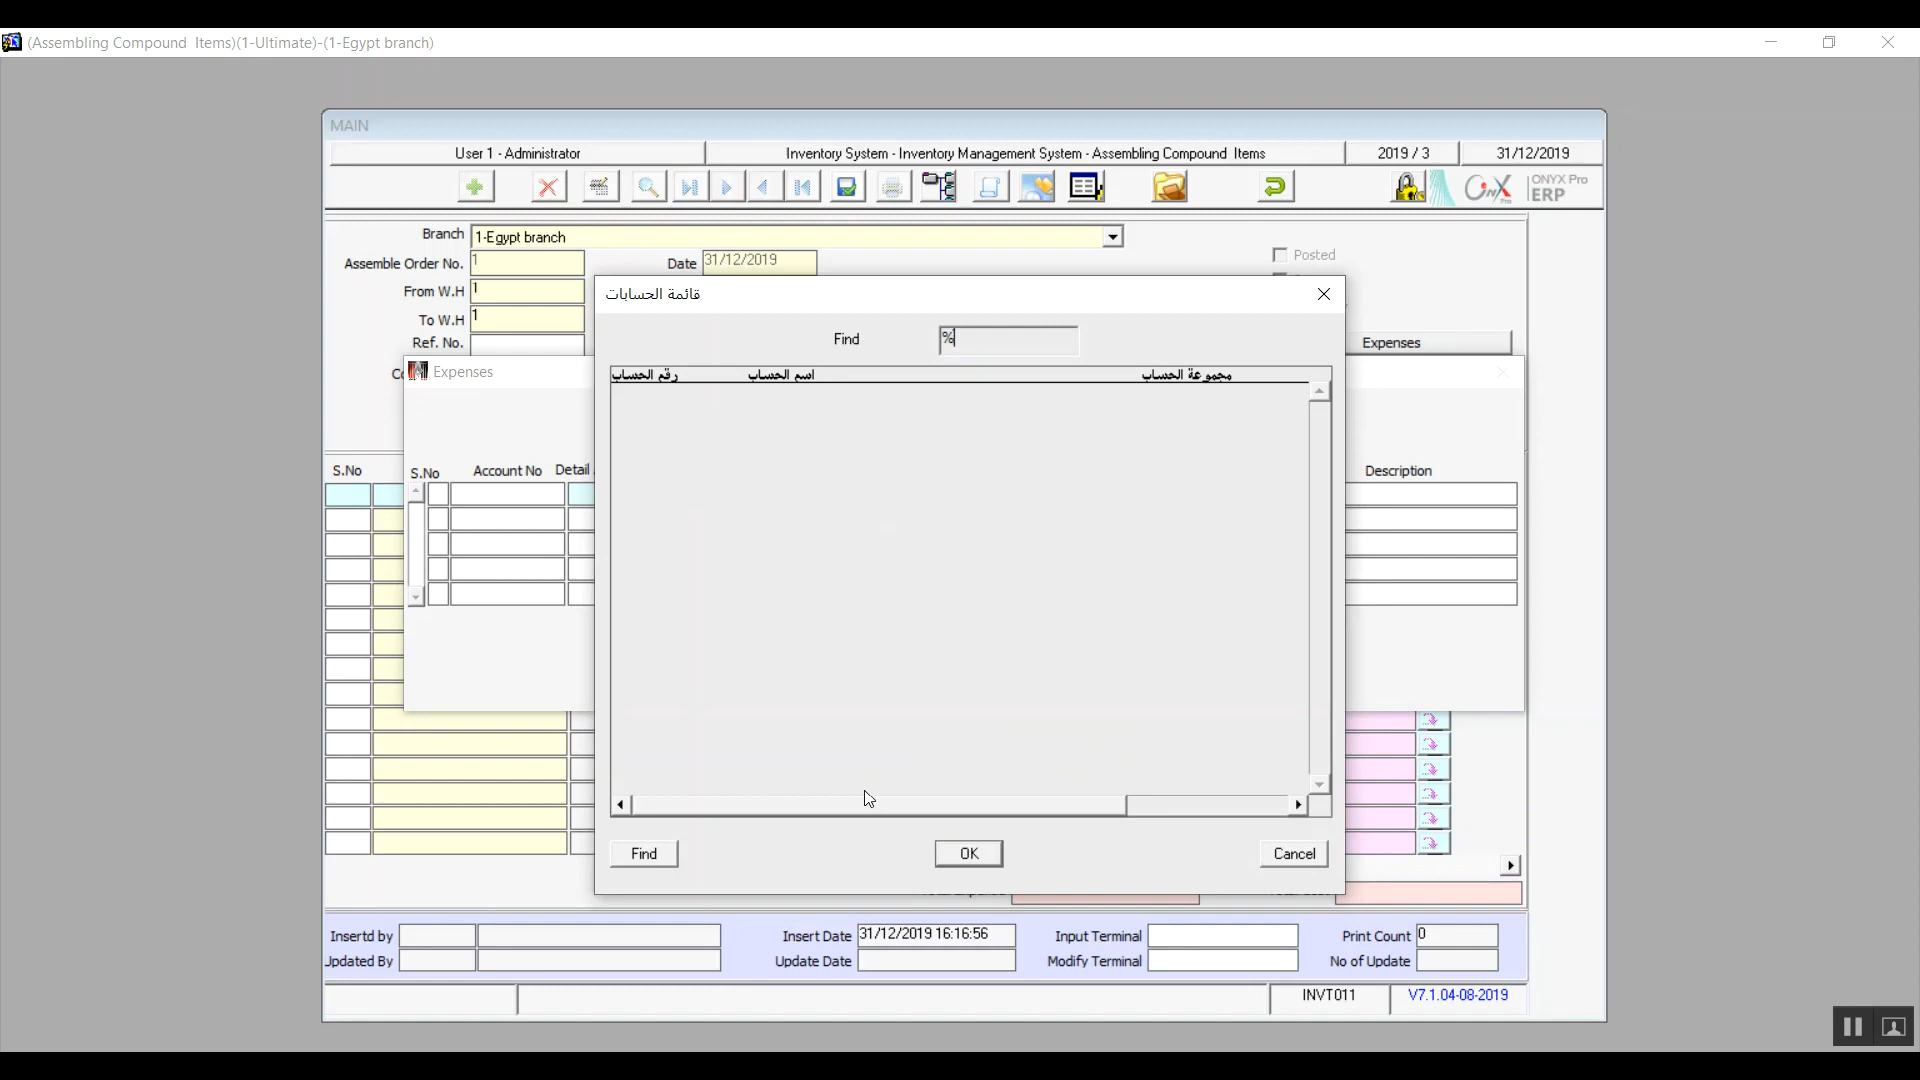 (Assembling Compound  Items)(1-Ultimate)-(1-Egypt branch)
MAIN
User 1 - Administrator
Inventory System - Inventory Management System - Assembling Compound  Items
2019 / 3
31/12/2019
OnX Pro
ONYX Pro
ERP
Branch
1-Egypt branch
Assemble Order No.
1
Date
31/12/2019
Posted
From W.H
1
To W.H
1
Ref. No.
قائمة الحسابات
Find
%
Expenses
Expenses
رقم الحساب
اسم الحساب
مجموعة الحساب
S.No
S.No
Account No
Detail
Description
Find
OK
Cancel
Insertd by
Insert Date
31/12/2019 16:16:56
Input Terminal
Print Count
0
Updated By
Update Date
Modify Terminal
No of Update
INVT011
V7.1.04-08-2019